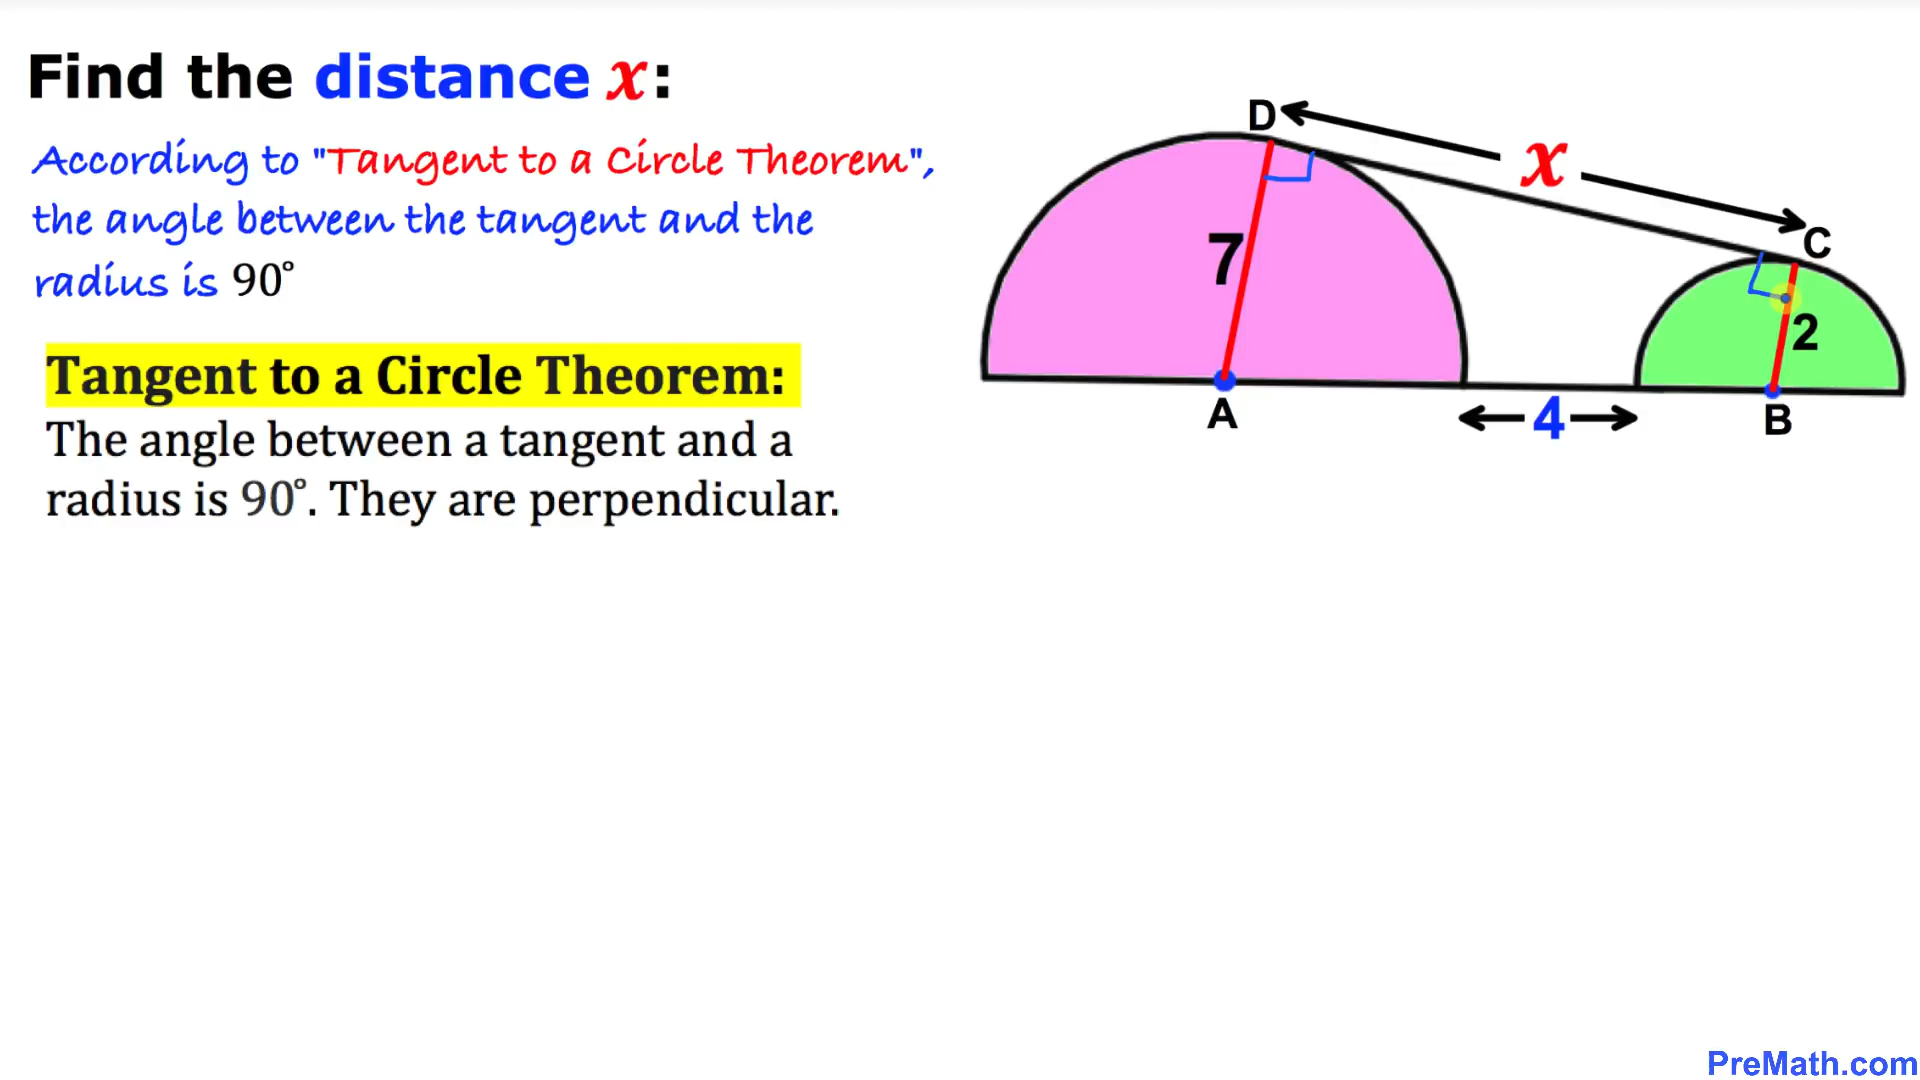 Find the distance x:
According to "Tangent to a Circle Theorem",
the angle between the tangent and the
radius is 90°
Tangent to a Circle Theorem:
The angle between a tangent and a
radius is 90°. They are perpendicular.
D
x
C
7
2
A
4
B
PreMath.com